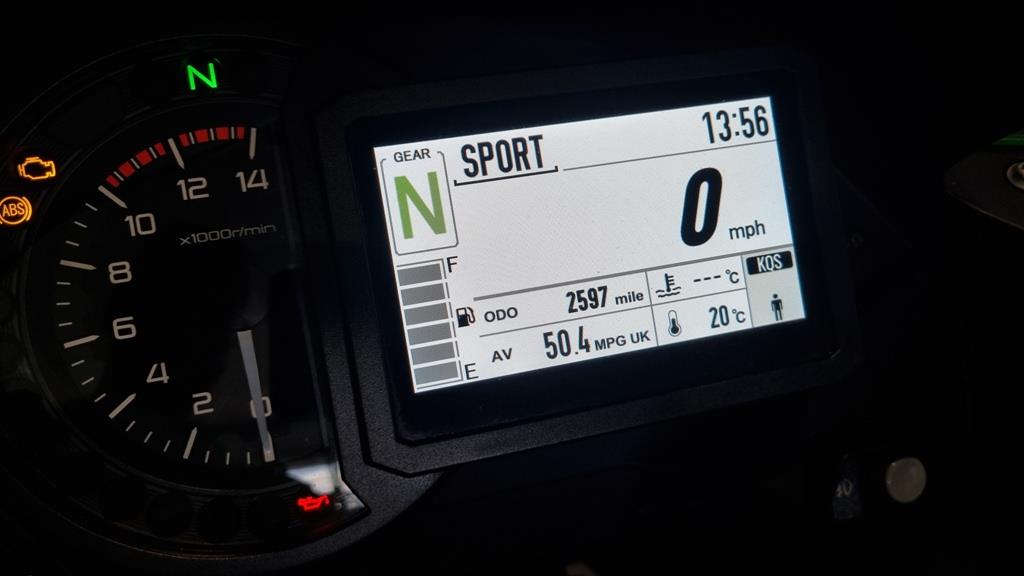 N
ABS
14
12
10
x1000r/min
8
6
4
2
0
GEAR
N
SPORT
13:56
0 mph
F
E
ODO 2597 mile
AV 50.4 MPG UK
--- °C
20 °C
KQS